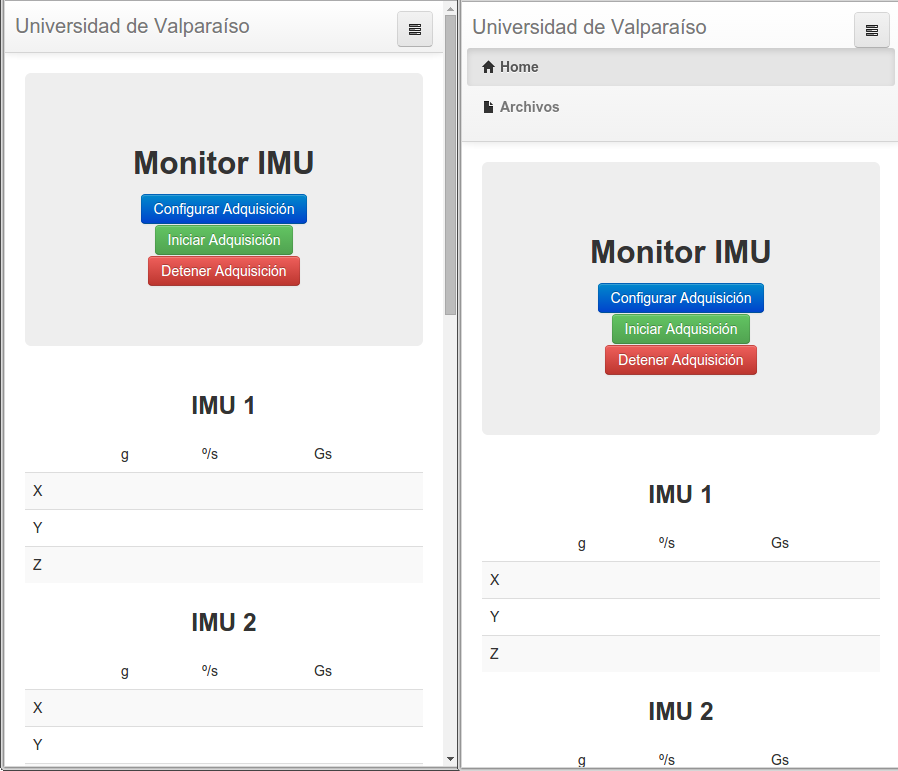 Universidad de Valparaíso
Monitor IMU
Configurar Adquisición
Iniciar Adquisición
Detener Adquisición
IMU 1
g º/s Gs
X
Y
Z
IMU 2
g º/s Gs
X
Y
Universidad de Valparaíso
Home
Archivos
Monitor IMU
Configurar Adquisición
Iniciar Adquisición
Detener Adquisición
IMU 1
g º/s Gs
X
Y
Z
IMU 2
g º/s Gs